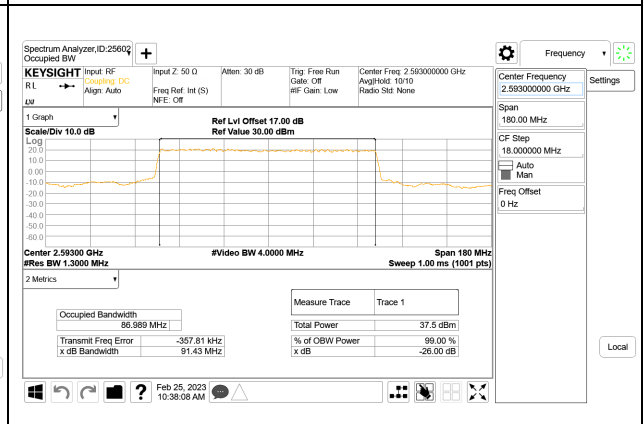 Spectrum Analyzer,ID:25602
Occupied BW
+
Frequency
KEYSIGHT
RL
Input: RF
Coupling: DC
Align: Auto
Input Z: 50 Ω
Freq Ref: Int (S)
NFE: Off
Atten: 30 dB
Trig: Free Run
Gate: Off
#IF Gain: Low
Center Freq: 2.593000000 GHz
Avg|Hold: 10/10
Radio Std: None
Center Frequency
2.593000000 GHz
Settings
Span
180.00 MHz
CF Step
18.000000 MHz
Auto
Man
Freq Offset
0 Hz
1 Graph
Scale/Div 10.0 dB
Ref Lvl Offset 17.00 dB
Ref Value 30.00 dBm
Log
20.0
10.0
0.00
-10.0
-20.0
-30.0
-40.0
-50.0
-60.0
Center 2.59300 GHz
#Res BW 1.3000 MHz
#Video BW 4.0000 MHz
Span 180 MHz
Sweep 1.00 ms (1001 pts)
2 Metrics
Occupied Bandwidth
86.989 MHz
Transmit Freq Error -357.81 kHz
x dB Bandwidth 91.43 MHz
Measure Trace Trace 1
Total Power 37.5 dBm
% of OBW Power 99.00 %
x dB -26.00 dB
Local
?
Feb 25, 2023
10:38:08 AM